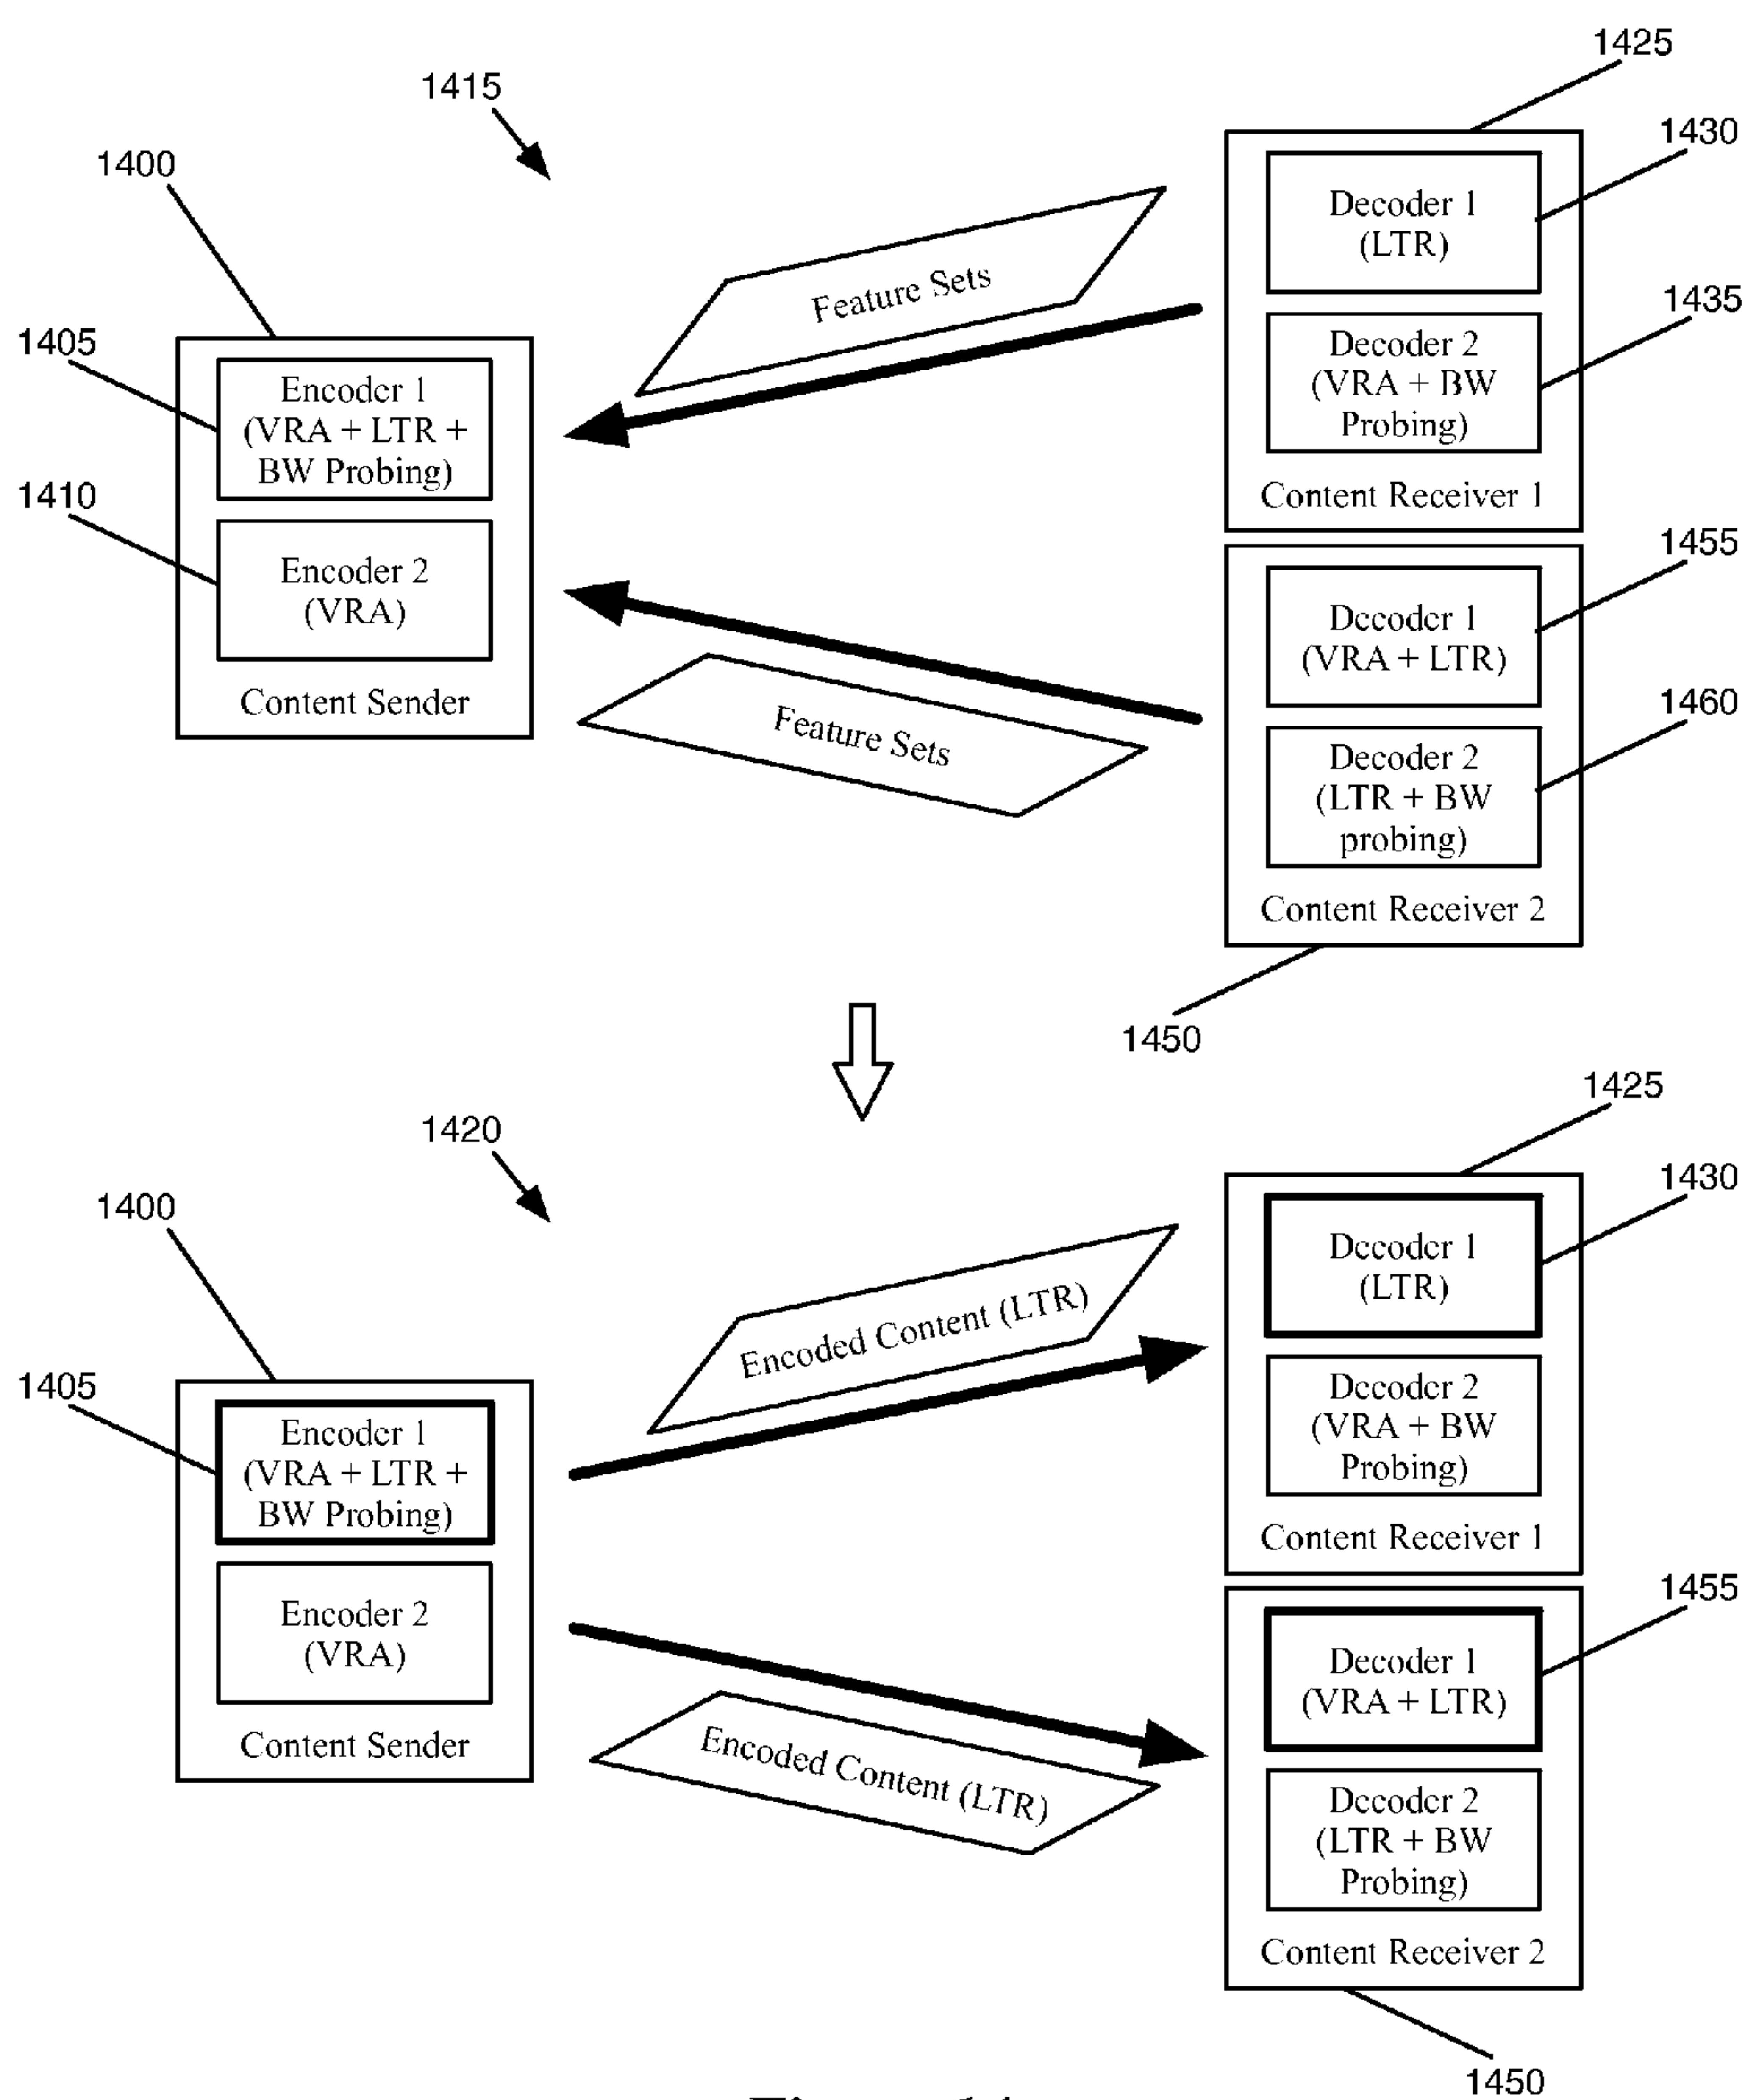 1425
1415
1430
1400
Decoder 1
(LTR)
Feature Sets
1435
1405
Decoder 2
(VRA + BW
Probing)
Encoder 1
(VRA + LTR +
BW Probing)
1410
Content Receiver 1
1455
Encoder 2
(VRA)
Decoder 1
(VRA + LTR)
Content Sender
1460
Feature Sets
Decoder 2
(LTR + BW
probing)
Content Receiver 2
1450
1425
1420
1430
1400
Decoder 1
(LTR)
Encoded Content (LTR)
1405
Decoder 2
(VRA + BW
Probing)
Encoder 1
(VRA + LTR +
BW Probing)
Content Receiver 1
1455
Encoder 2
(VRA)
Decoder 1
(VRA + LTR)
Content Sender
Encoded Content (LTR)
Decoder 2
(LTR + BW
Probing)
Content Receiver 2
1450